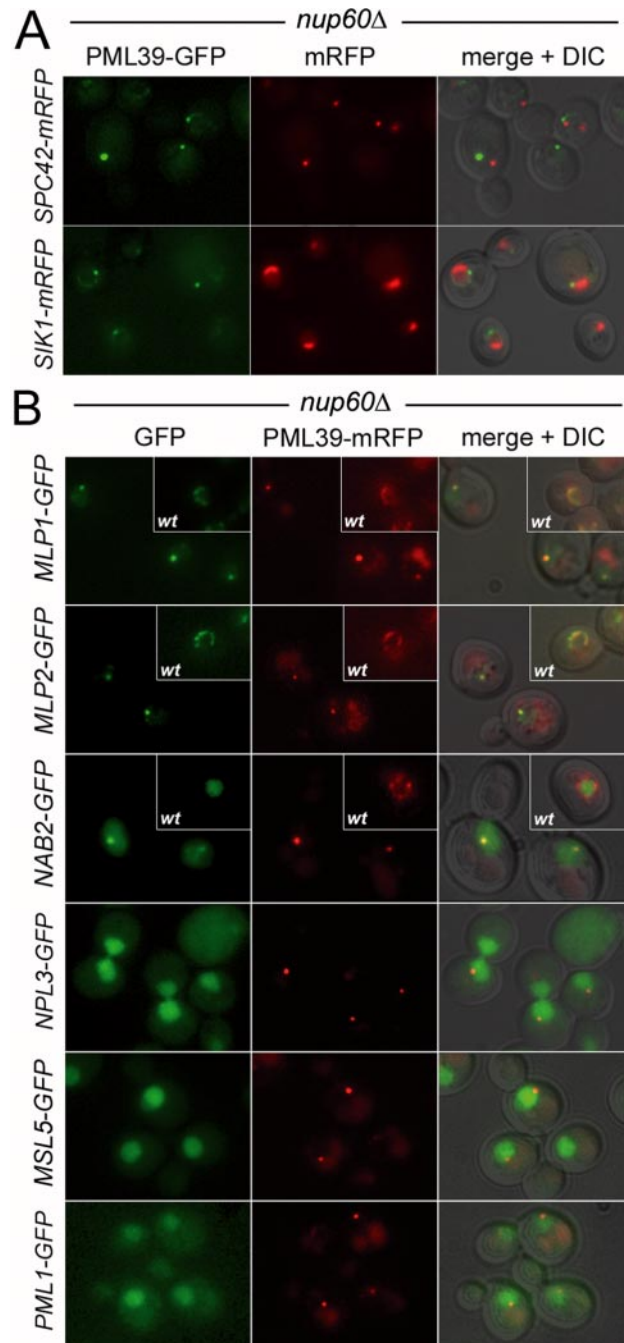 A
nup60Δ
PML39-GFP mRFP merge + DIC
SPC42-mRFP
SIK1-mRFP
B
nup60Δ
GFP PML39-mRFP merge + DIC
MLP1-GFP
wt wt wt
MLP2-GFP
wt wt wt
NAB2-GFP
wt wt wt
NPL3-GFP
MSL5-GFP
PML1-GFP